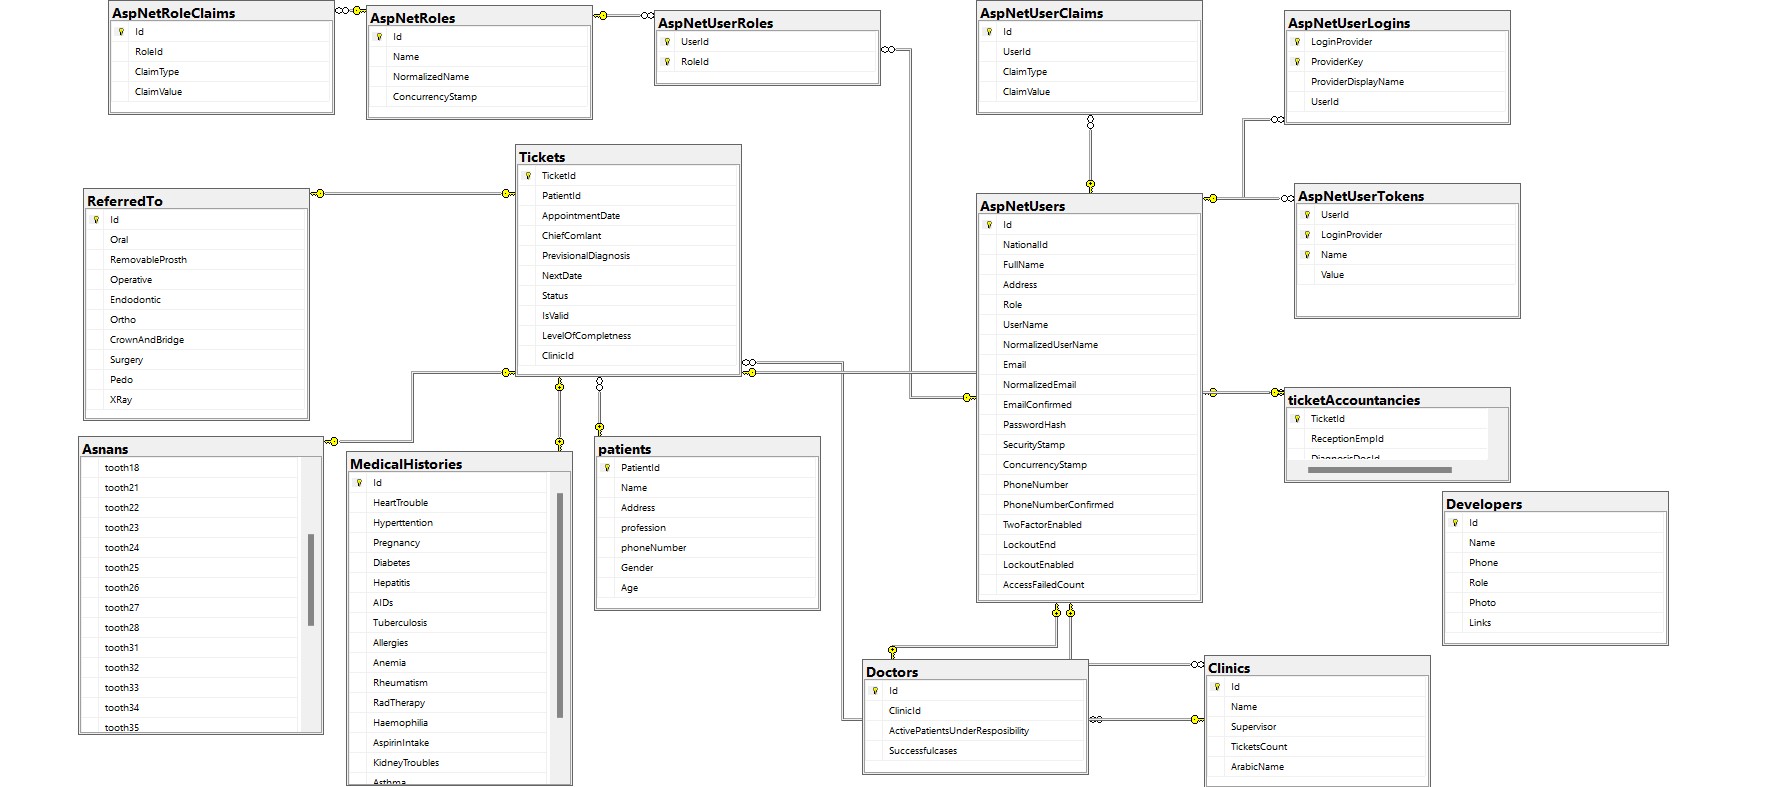 AspNetRoleClaims
Id
RoleId
ClaimType
ClaimValue
AspNetRoles
Id
Name
NormalizedName
ConcurrencyStamp
AspNetUserRoles
UserId
RoleId
AspNetUserClaims
Id
UserId
ClaimType
ClaimValue
AspNetUserLogins
LoginProvider
ProviderKey
ProviderDisplayName
UserId
Tickets
TicketId
PatientId
AppointmentDate
ChiefComlant
PrevisionalDiagnosis
NextDate
Status
IsValid
LevelOfCompletness
ClinicId
ReferredTo
Id
Oral
RemovableProsth
Operative
Endodontic
Ortho
CrownAndBridge
Surgery
Pedo
XRay
AspNetUsers
Id
NationalId
FullName
Address
Role
UserName
NormalizedUserName
Email
NormalizedEmail
EmailConfirmed
PasswordHash
SecurityStamp
ConcurrencyStamp
PhoneNumber
PhoneNumberConfirmed
TwoFactorEnabled
LockoutEnd
LockoutEnabled
AccessFailedCount
AspNetUserTokens
UserId
LoginProvider
Name
Value
ticketAccountancies
TicketId
ReceptionEmpId
DiagnosisDocId
Asnans
tooth18
tooth21
tooth22
tooth23
tooth24
tooth25
tooth26
tooth27
tooth28
tooth31
tooth32
tooth33
tooth34
tooth35
MedicalHistories
Id
HeartTrouble
Hyperttention
Pregnancy
Diabetes
Hepatitis
AIDs
Tuberculosis
Allergies
Anemia
Rheumatism
RadTherapy
Haemophilia
AspirinIntake
KidneyTroubles
Asthma
patients
PatientId
Name
Address
profession
phoneNumber
Gender
Age
Developers
Id
Name
Phone
Role
Photo
Links
Doctors
Id
ClinicId
ActivePatientsUnderResposibility
Successfulcases
Clinics
Id
Name
Supervisor
TicketsCount
ArabicName